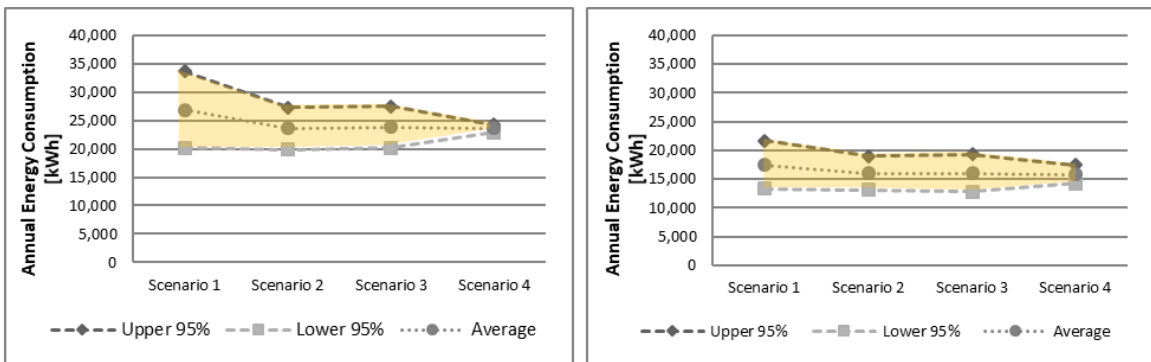 Annual Energy Consumption
[kWh]
40,000
35,000
30,000
25,000
20,000
15,000
10,000
5,000
0
Scenario 1 Scenario 2 Scenario 3 Scenario 4
Upper 95% Lower 95% Average
Annual Energy Consumption
[kWh]
40,000
35,000
30,000
25,000
20,000
15,000
10,000
5,000
0
Scenario 1 Scenario 2 Scenario 3 Scenario 4
Upper 95% Lower 95% Average